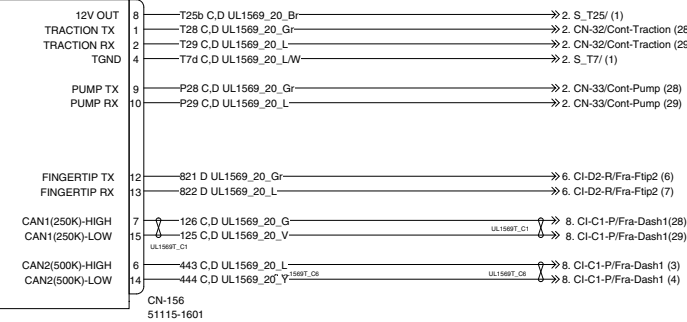 12V OUT 8 T25b C,D UL1569_20_Br 2. S_T25/ (1)
TRACTION TX 1 T28 C,D UL1569_20_Gr 2. CN-32/Cont-Traction (28
TRACTION RX 2 T29 C,D UL1569_20_L 2. CN-32/Cont-Traction (29
TGND 4 T7d C,D UL1569_20_L/W 2. S_T7/ (1)
PUMP TX 9 P28 C,D UL1569_20_Gr 2. CN-33/Cont-Pump (28)
PUMP RX 10 P29 C,D UL1569_20_L 2. CN-33/Cont-Pump (29)
FINGERTIP TX 12 821 D UL1569_20_Gr 6. CI-D2-R/Fra-Ftip2 (6)
FINGERTIP RX 13 822 D UL1569_20_L 6. CI-D2-R/Fra-Ftip2 (7)
CAN1(250K)-HIGH 7 126 C,D UL1569_20_G 8. CI-C1-P/Fra-Dash1(28)
UL1569T_C1
CAN1(250K)-LOW 15 125 C,D UL1569_20_V 8. CI-C1-P/Fra-Dash1(29)
UL1569T_C1
CAN2(500K)-HIGH 6 443 C,D UL1569_20_L 8. CI-C1-P/Fra-Dash1 (3)
1569T_C6 UL1569T_C6
CAN2(500K)-LOW 14 444 C,D UL1569_20_Y 8. CI-C1-P/Fra-Dash1 (4)
CN-156
51115-1601